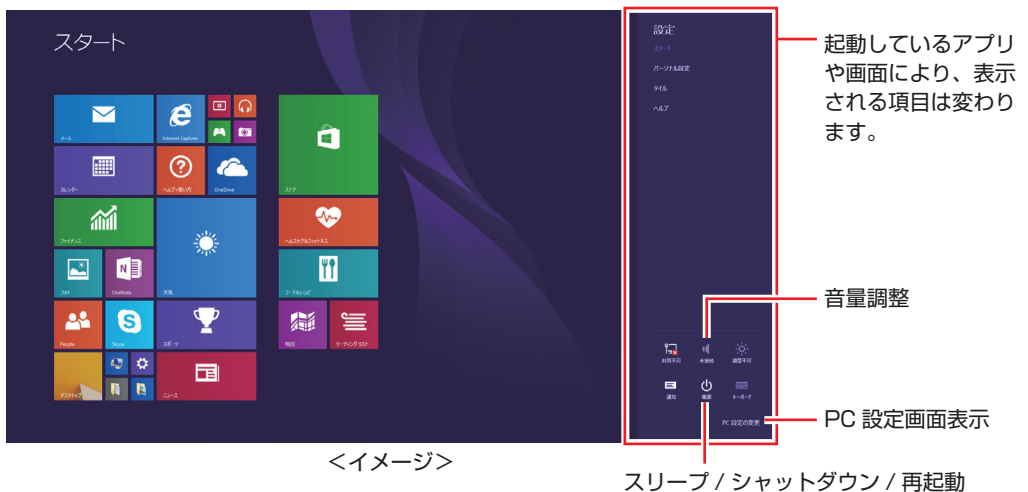 スタート
メール
Internet Explorer
カレンダー
ヘルプ+使い方
OneDrive
ストア
ファイナンス
ヘルスケア&フィットネス
フォト
OneNote
天気
フード&レシピ
People
Skype
スポーツ
地図
リーディング リスト
デスクトップ
ニュース
設定
スタート
パーソナル設定
タイル
ヘルプ
利用不可
未接続
調整不可
通知
電源
キーボード
PC 設定の変更
起動しているアプリ
や画面により、表示
される項目は変わり
ます。
音量調整
PC 設定画面表示
スリープ / シャットダウン / 再起動
<イメージ>